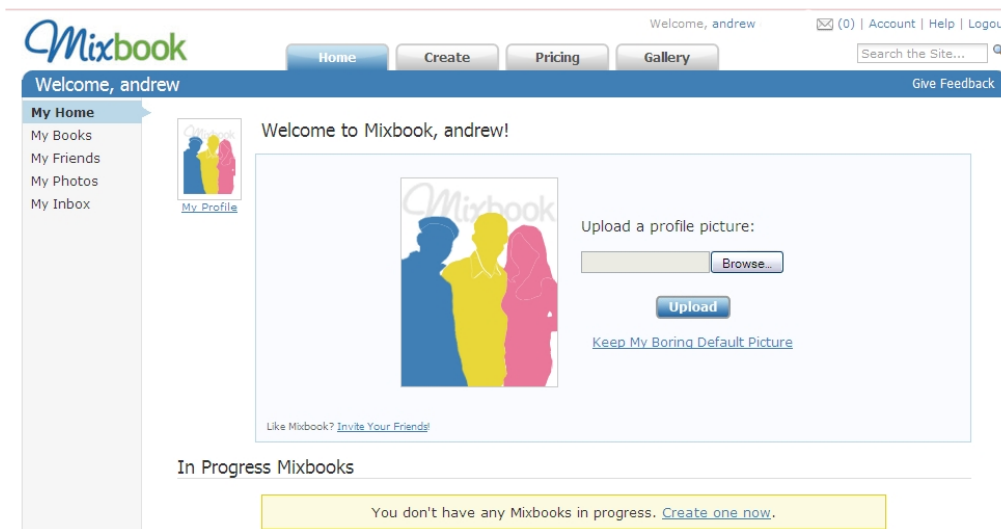 Mixbook
Welcome, andrew
(0) | Account | Help | Logou
Home
Create
Pricing
Gallery
Search the Site...
Welcome, andrew
Give Feedback
My Home
My Books
My Friends
My Photos
My Inbox
Mixbook
My Profile
Welcome to Mixbook, andrew!
Mixbook
Upload a profile picture:
Browse...
Upload
Keep My Boring Default Picture
Like Mixbook? Invite Your Friends!
In Progress Mixbooks
You don't have any Mixbooks in progress. Create one now.